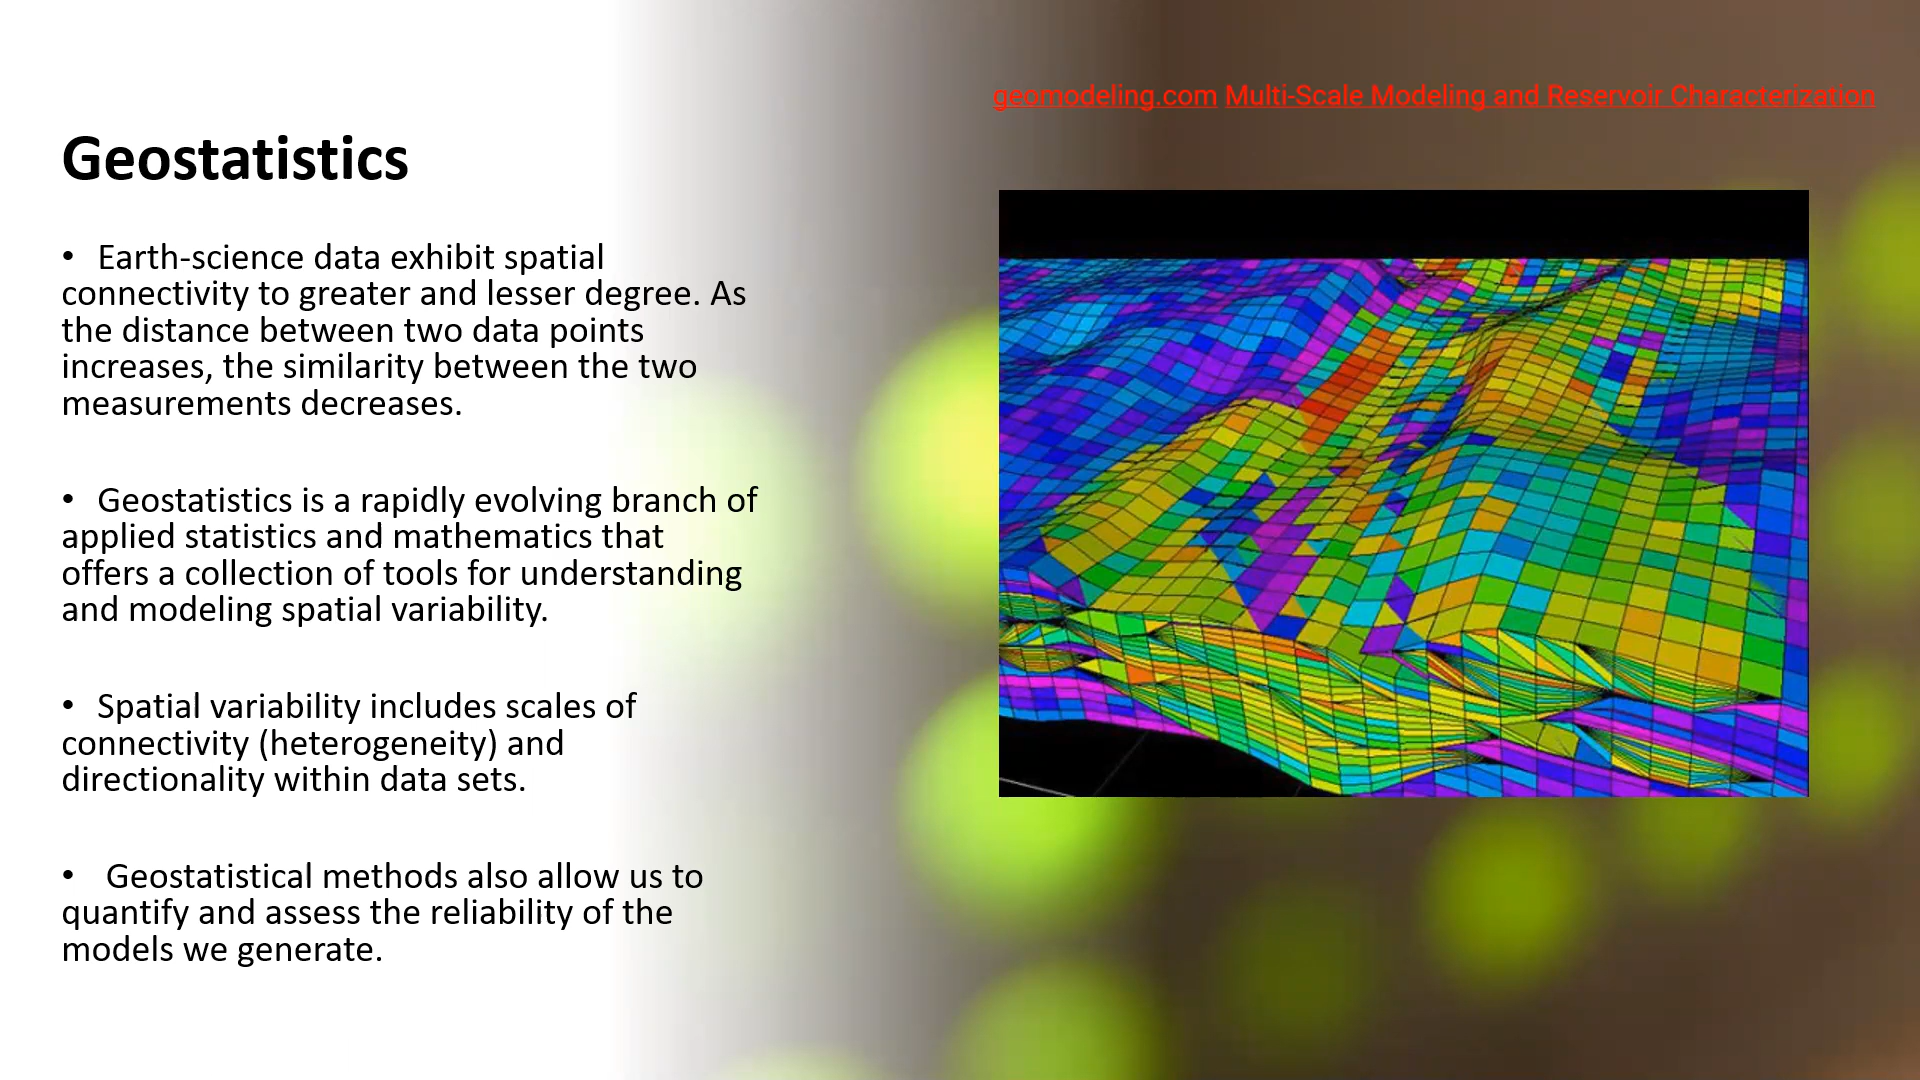 geomodeling.com Multi-Scale Modeling and Reservoir Characterization
Geostatistics
• Earth-science data exhibit spatial
connectivity to greater and lesser degree. As
the distance between two data points
increases, the similarity between the two
measurements decreases.
• Geostatistics is a rapidly evolving branch of
applied statistics and mathematics that
offers a collection of tools for understanding
and modeling spatial variability.
• Spatial variability includes scales of
connectivity (heterogeneity) and
directionality within data sets.
• Geostatistical methods also allow us to
quantify and assess the reliability of the
models we generate.